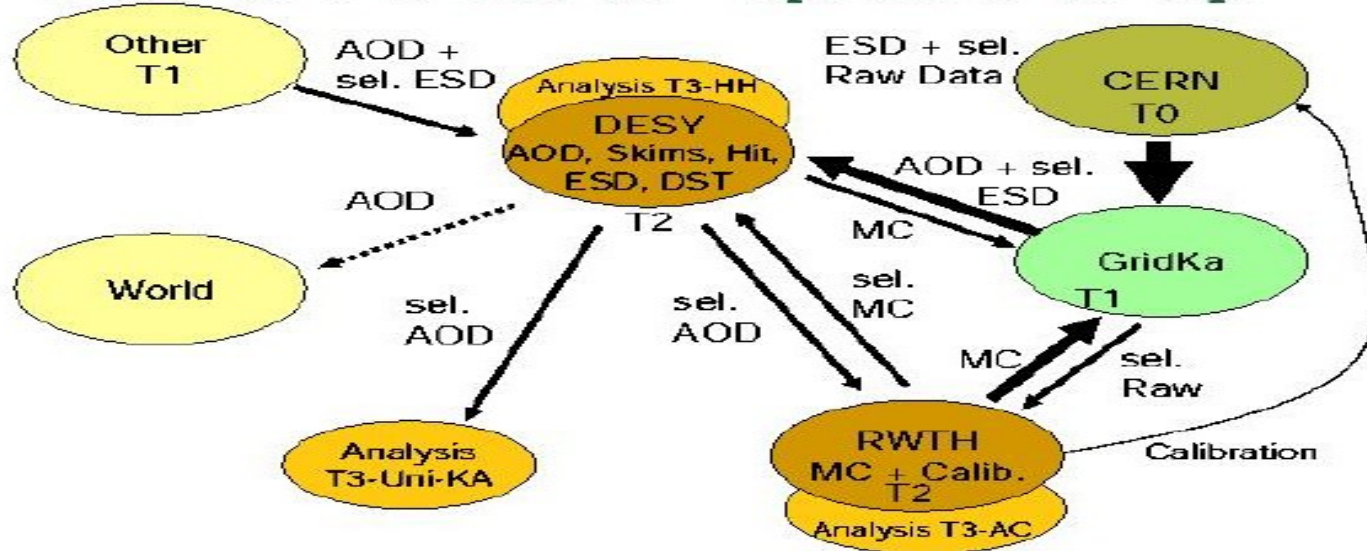 Other
T1
AOD +
sel. ESD
Analysis T3-HH
DESY
AOD, Skims, Hit,
ESD, DST
T2
ESD + sel.
Raw Data
CERN
T0
AOD + sel.
ESD
MC
GridKa
T1
AOD
World
sel.
AOD
sel.
AOD
sel.
MC
MC
sel.
Raw
Analysis
T3-Uni-KA
RWTH
MC + Calib.
T2
Analysis T3-AC
Calibration